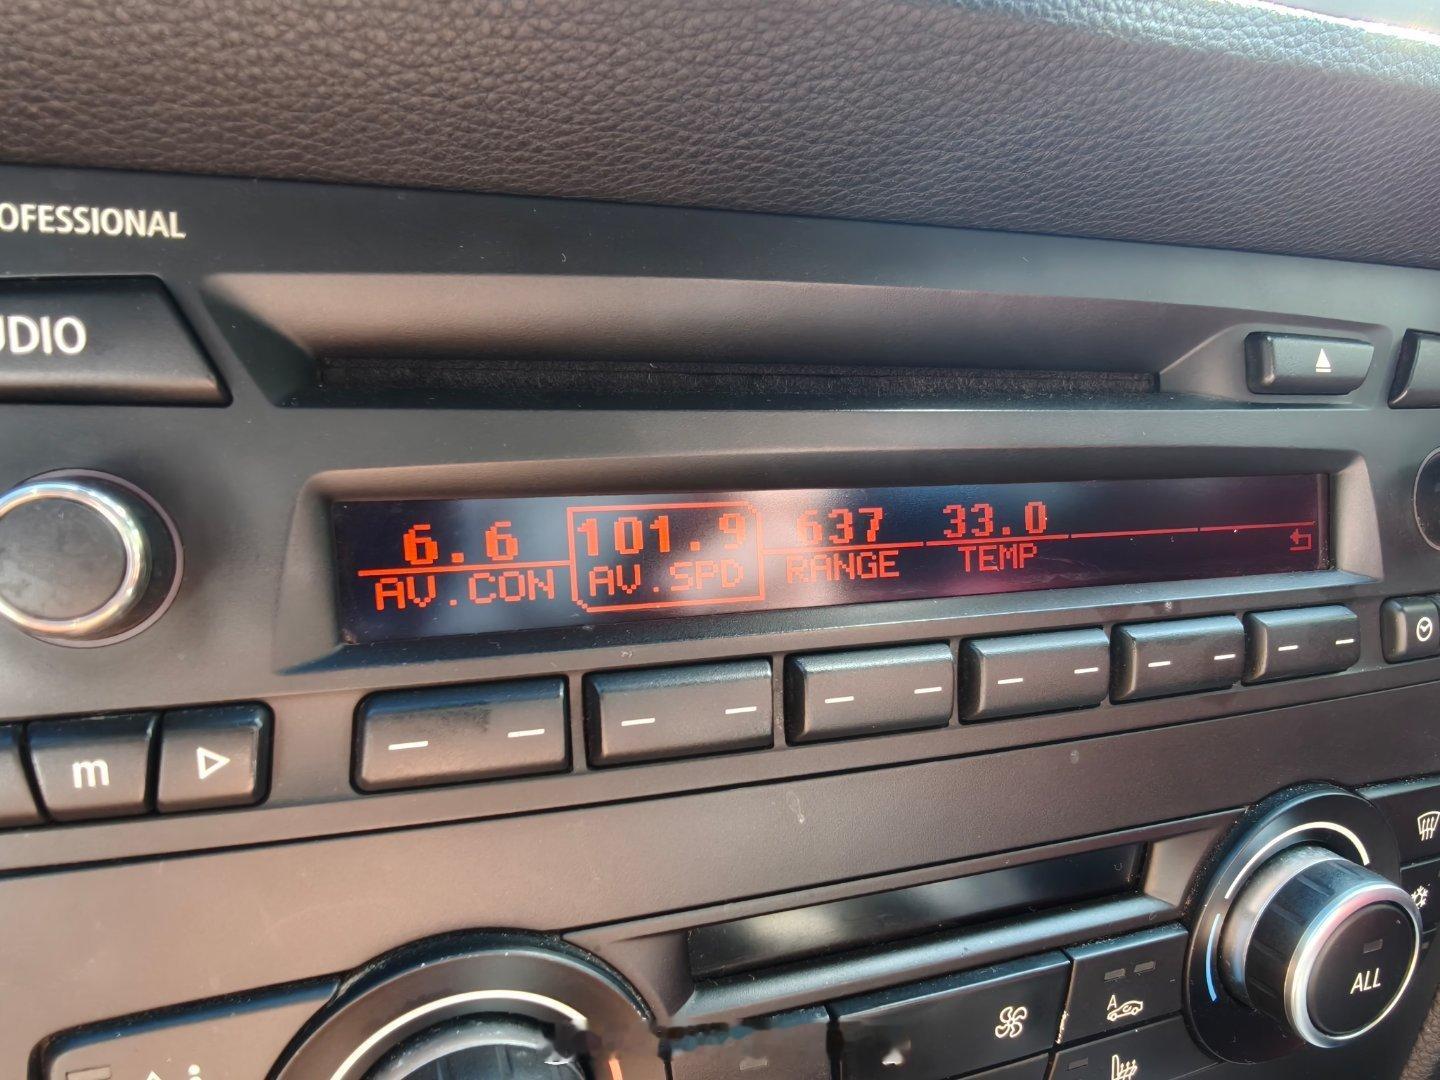 OFESSIONAL
UDIO
6.6 101.9 637 33.0
AV.CON AV.SPD RANGE TEMP
m
A
ALL